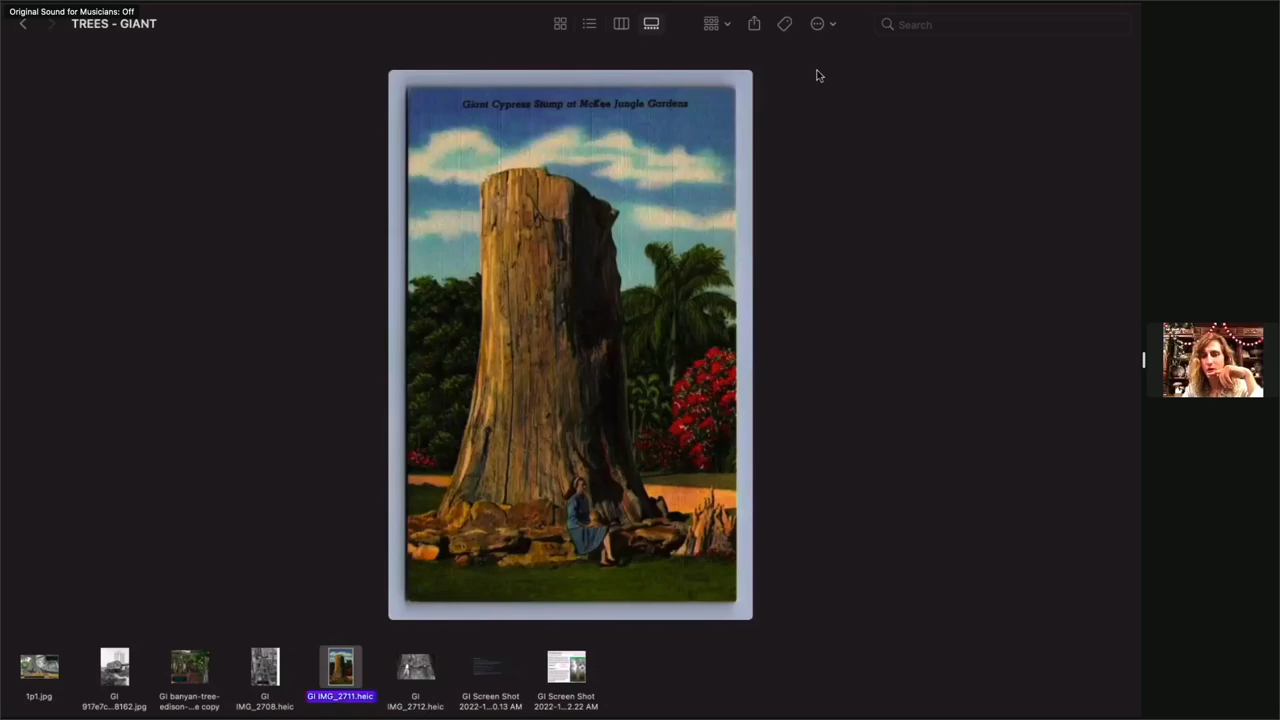 Original Sound for Musicians: Off
TREES - GIANT
Search
Giant Cypress Stump at McKee Jungle Gardens
1p1.jpg
GI
917e7c...8162.jpg
GI banyan-tree-
edison-...e copy
GI
IMG_2708.heic
GI IMG_2711.heic
GI
IMG_2712.heic
GI Screen Shot
2022-1...0.13 AM
GI Screen Shot
2022-1...2.22 AM